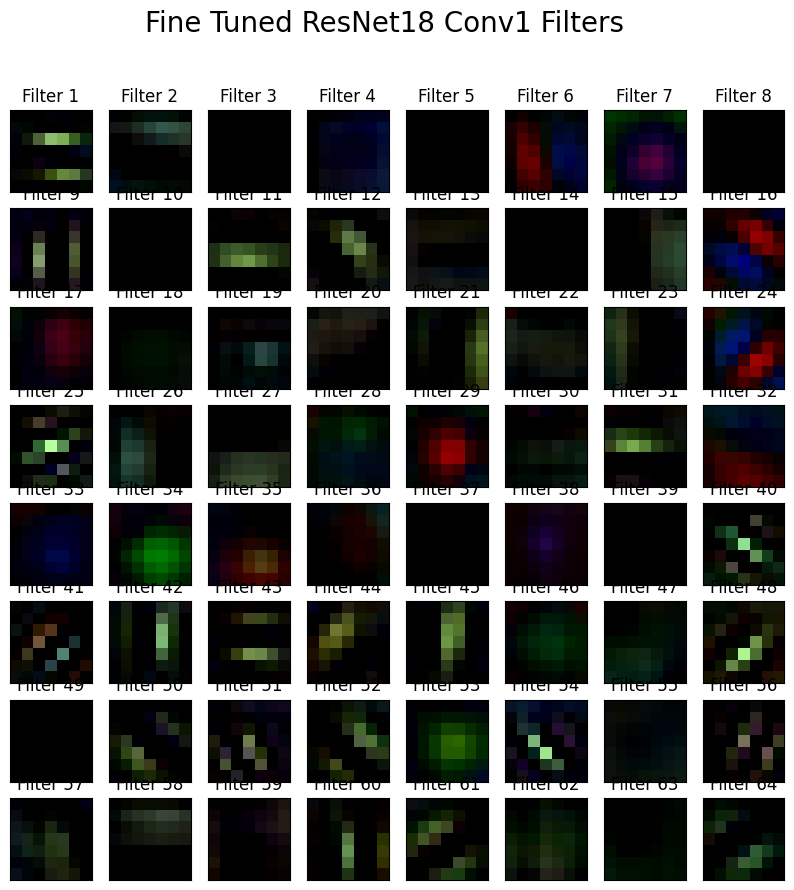 Fine Tuned ResNet18 Conv1 Filters
Filter 1 Filter 2 Filter 3 Filter 4 Filter 5 Filter 6 Filter 7 Filter 8
Filter 9 Filter 10 Filter 11 Filter 12 Filter 13 Filter 14 Filter 15 Filter 16
Filter 17 Filter 18 Filter 19 Filter 20 Filter 21 Filter 22 Filter 23 Filter 24
Filter 25 Filter 26 Filter 27 Filter 28 Filter 29 Filter 30 Filter 31 Filter 32
Filter 33 Filter 34 Filter 35 Filter 36 Filter 37 Filter 38 Filter 39 Filter 40
Filter 41 Filter 42 Filter 43 Filter 44 Filter 45 Filter 46 Filter 47 Filter 48
Filter 49 Filter 50 Filter 51 Filter 52 Filter 53 Filter 54 Filter 55 Filter 56
Filter 57 Filter 58 Filter 59 Filter 60 Filter 61 Filter 62 Filter 63 Filter 64